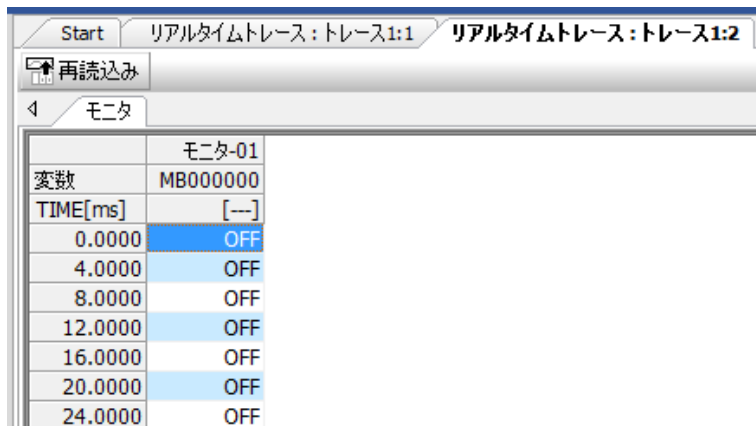 Start リアルタイムトレース:トレース1:1 リアルタイムトレース:トレース1:2
再読込み
モニタ
モニタ-01
変数 MB000000
TIME[ms] [---]
0.0000 OFF
4.0000 OFF
8.0000 OFF
12.0000 OFF
16.0000 OFF
20.0000 OFF
24.0000 OFF